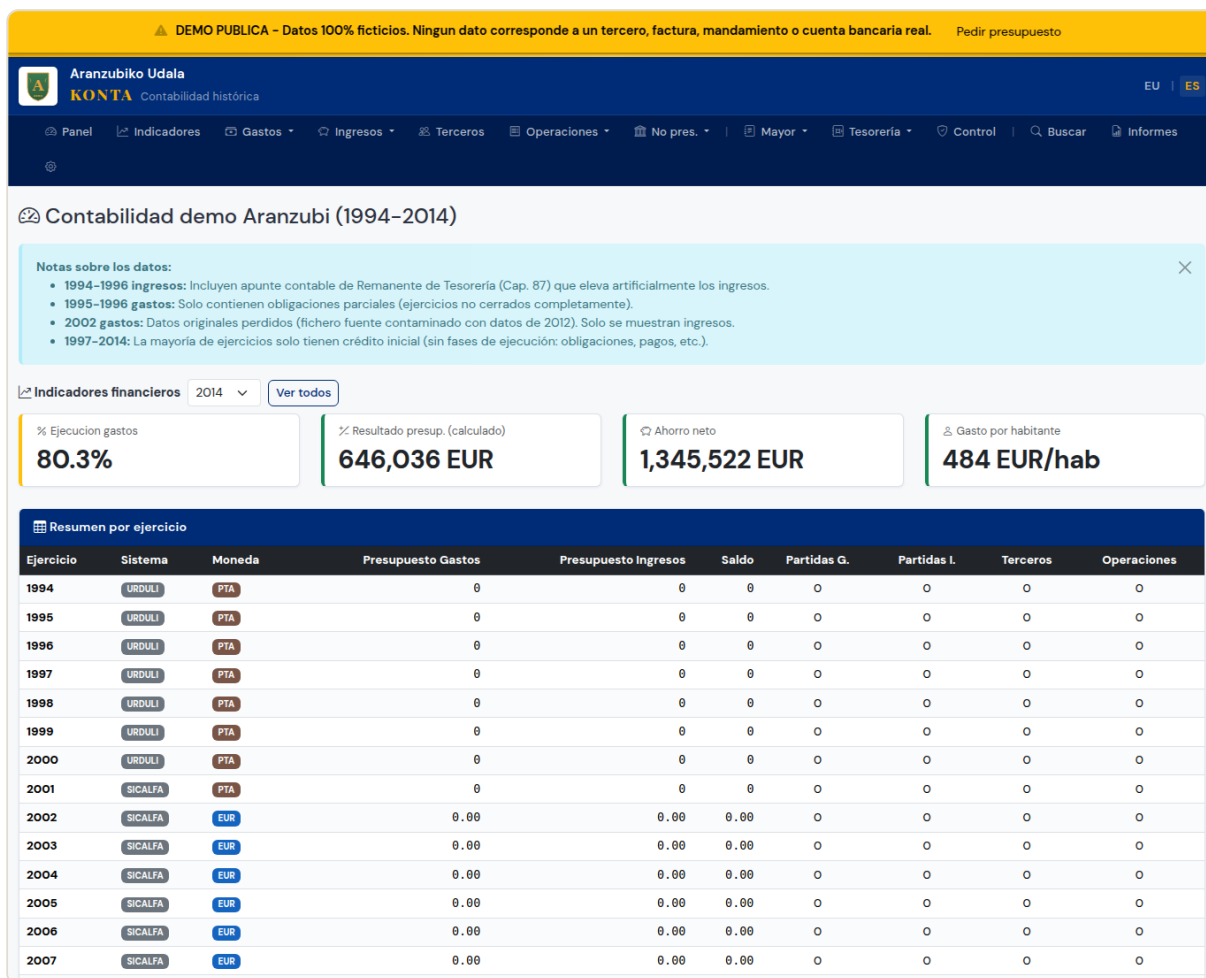 DEMO PUBLICA - Datos 100% ficticios. Ningun dato corresponde a un tercero, factura, mandamiento o cuenta bancaria real. Pedir presupuesto
A
Aranzubiko Udala
KONTA Contabilidad histórica
EU | ES
Panel Indicadores Gastos Ingresos Terceros Operaciones No pres. | Mayor Tesorería Control | Buscar Informes
Contabilidad demo Aranzubi (1994-2014)
Notas sobre los datos:
• 1994-1996 ingresos: Incluyen apunte contable de Remanente de Tesorería (Cap. 87) que eleva artificialmente los ingresos.
• 1995-1996 gastos: Solo contienen obligaciones parciales (ejercicios no cerrados completamente).
• 2002 gastos: Datos originales perdidos (fichero fuente contaminado con datos de 2012). Solo se muestran ingresos.
• 1997-2014: La mayoría de ejercicios solo tienen crédito inicial (sin fases de ejecución: obligaciones, pagos, etc.).
Indicadores financieros 2014 Ver todos
% Ejecucion gastos
80.3%
Resultado presup. (calculado)
646,036 EUR
Ahorro neto
1,345,522 EUR
Gasto por habitante
484 EUR/hab
Resumen por ejercicio
Ejercicio Sistema Moneda Presupuesto Gastos Presupuesto Ingresos Saldo Partidas G. Partidas I. Terceros Operaciones
1994 URDULI PTA 0 0 0 0 0 0 0
1995 URDULI PTA 0 0 0 0 0 0 0
1996 URDULI PTA 0 0 0 0 0 0 0
1997 URDULI PTA 0 0 0 0 0 0 0
1998 URDULI PTA 0 0 0 0 0 0 0
1999 URDULI PTA 0 0 0 0 0 0 0
2000 URDULI PTA 0 0 0 0 0 0 0
2001 SICALFA PTA 0 0 0 0 0 0 0
2002 SICALFA EUR 0.00 0.00 0.00 0 0 0 0
2003 SICALFA EUR 0.00 0.00 0.00 0 0 0 0
2004 SICALFA EUR 0.00 0.00 0.00 0 0 0 0
2005 SICALFA EUR 0.00 0.00 0.00 0 0 0 0
2006 SICALFA EUR 0.00 0.00 0.00 0 0 0 0
2007 SICALFA EUR 0.00 0.00 0.00 0 0 0 0